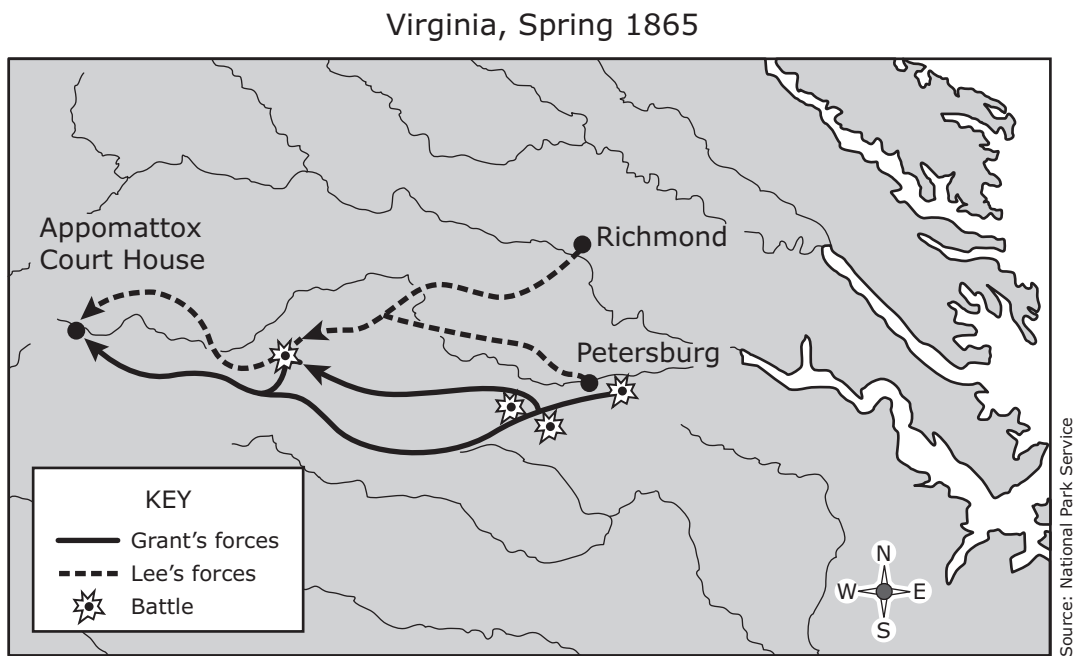 Virginia, Spring 1865
Appomattox
Court House
Richmond
Petersburg
KEY
Grant’s forces
Lee’s forces
Battle
N
W
E
S
Source: National Park Service